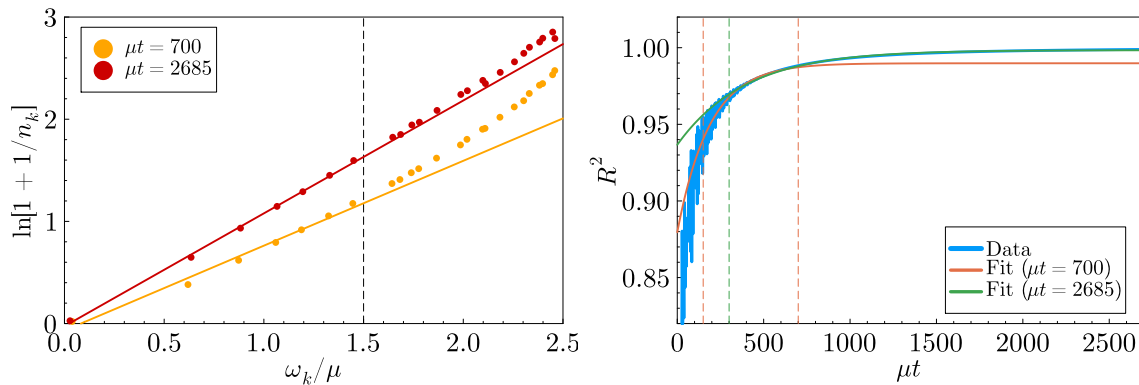 3
2
1
0
ln[1 + 1/n_k]
μt = 700
μt = 2685
0.0 0.5 1.0 1.5 2.0 2.5
ω_k/μ
1.00
0.95
0.90
0.85
R²
Data
Fit (μt = 700)
Fit (μt = 2685)
0 500 1000 1500 2000 2500
μt